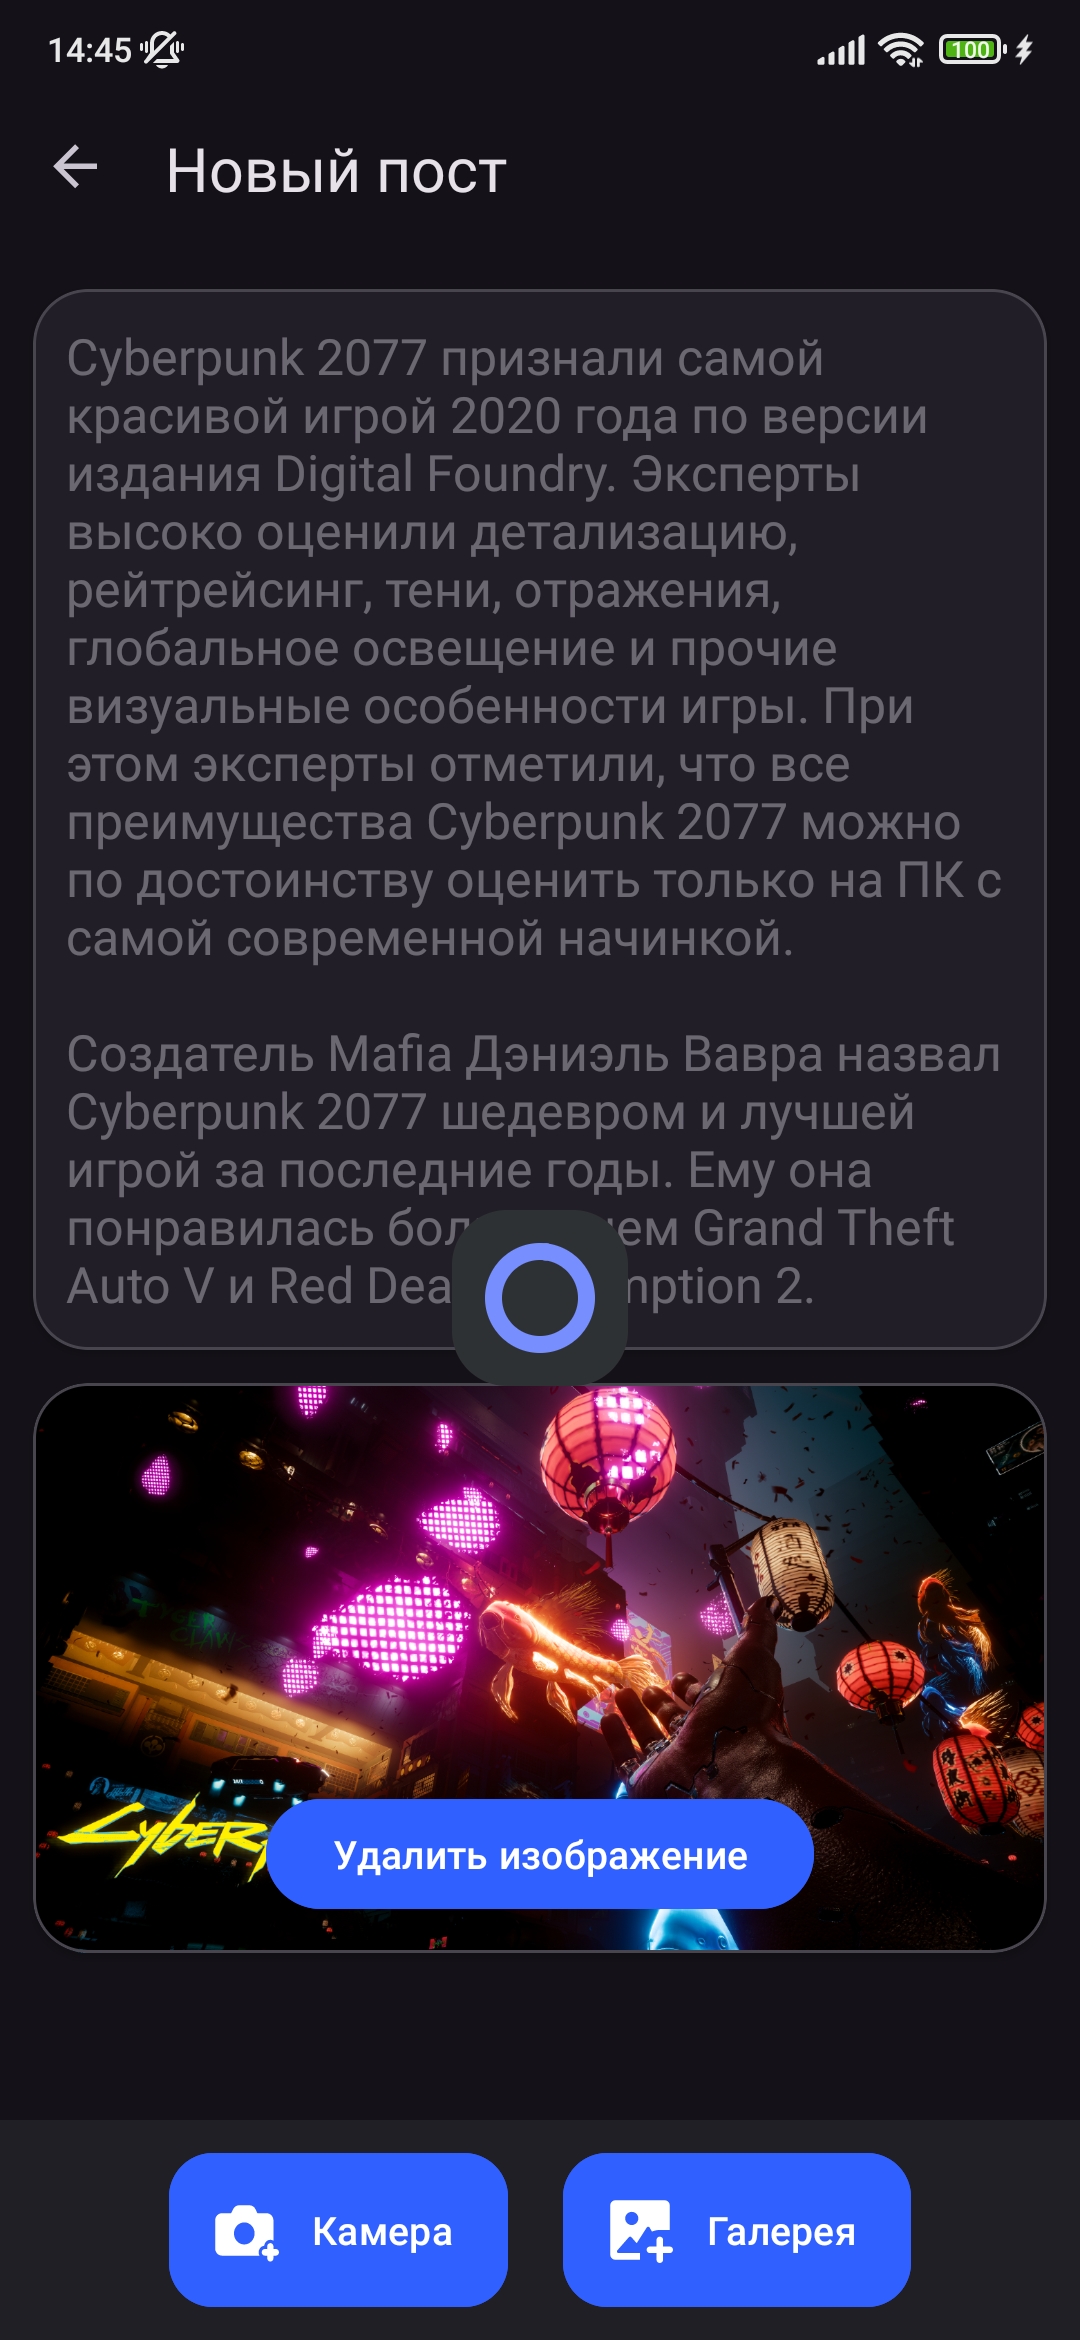 14:45
100
Новый пост
Cyberpunk 2077 признали самой
красивой игрой 2020 года по версии
издания Digital Foundry. Эксперты
высоко оценили детализацию,
рейтрейсинг, тени, отражения,
глобальное освещение и прочие
визуальные особенности игры. При
этом эксперты отметили, что все
преимущества Cyberpunk 2077 можно
по достоинству оценить только на ПК с
самой современной начинкой.
Создатель Mafia Дэниэль Вавра назвал
Cyberpunk 2077 шедевром и лучшей
игрой за последние годы. Ему она
понравилась бол ем Grand Theft
Auto V и Red Dea mption 2.
TYGER
CLAWS
Cyber
Удалить изображение
Камера
Галерея